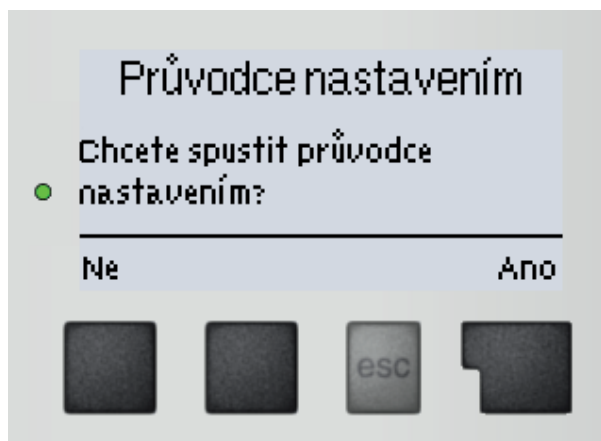 Průvodce nastavením
Chcete spustit průvodce
nastavením?
Ne Ano
esc